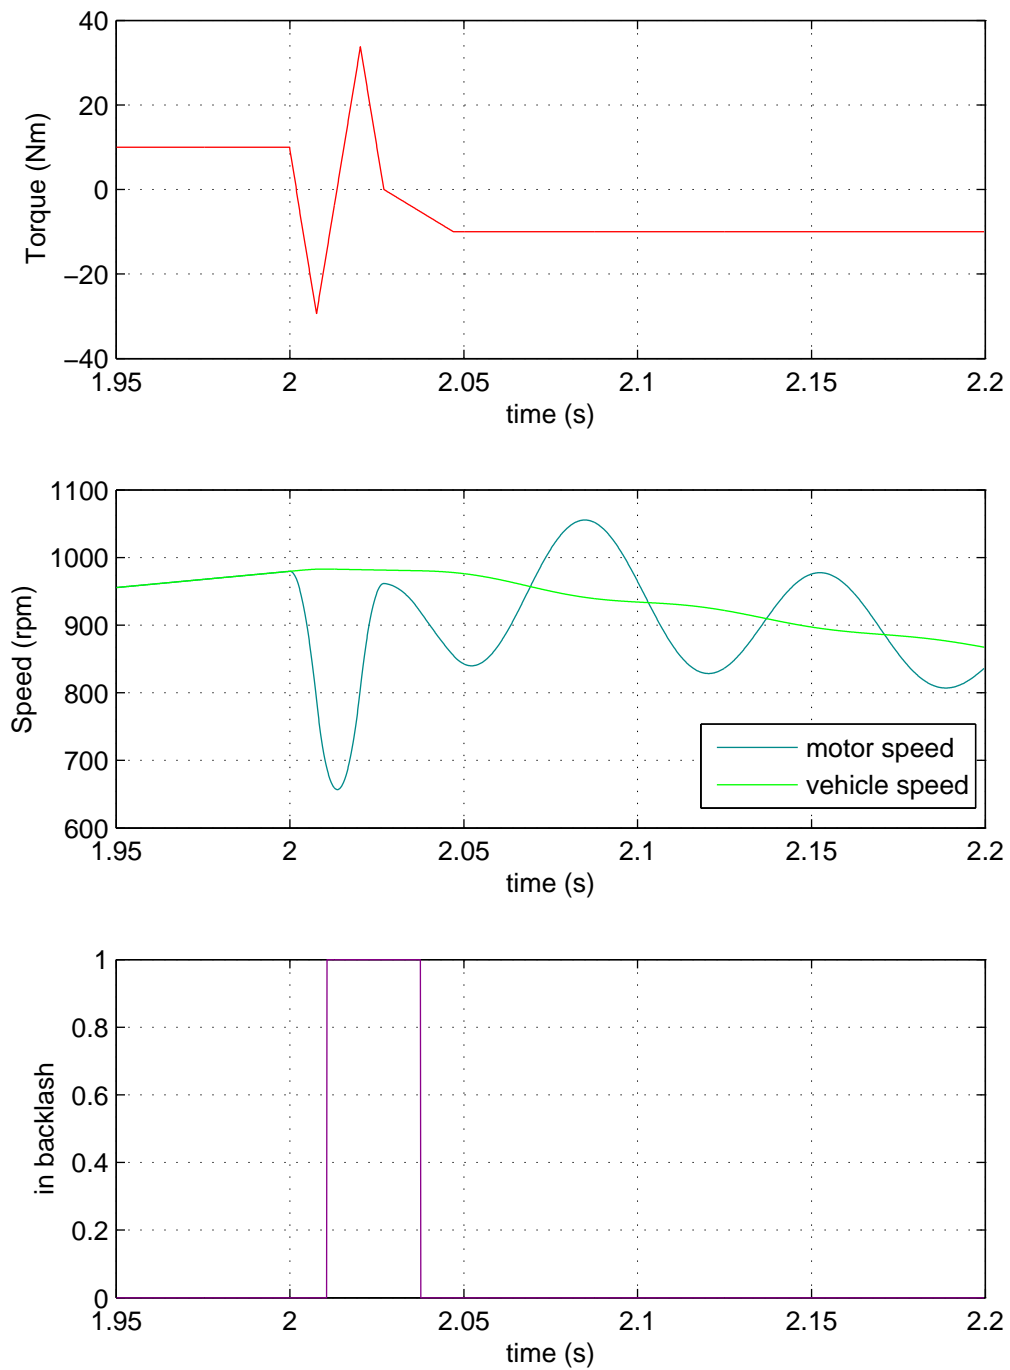 40
20
0
−20
−40
Torque (Nm)
1.95 2 2.05 2.1 2.15 2.2
time (s)
1100
1000
900
800
700
600
Speed (rpm)
motor speed
vehicle speed
1.95 2 2.05 2.1 2.15 2.2
time (s)
1
0.8
0.6
0.4
0.2
0
in backlash
1.95 2 2.05 2.1 2.15 2.2
time (s)